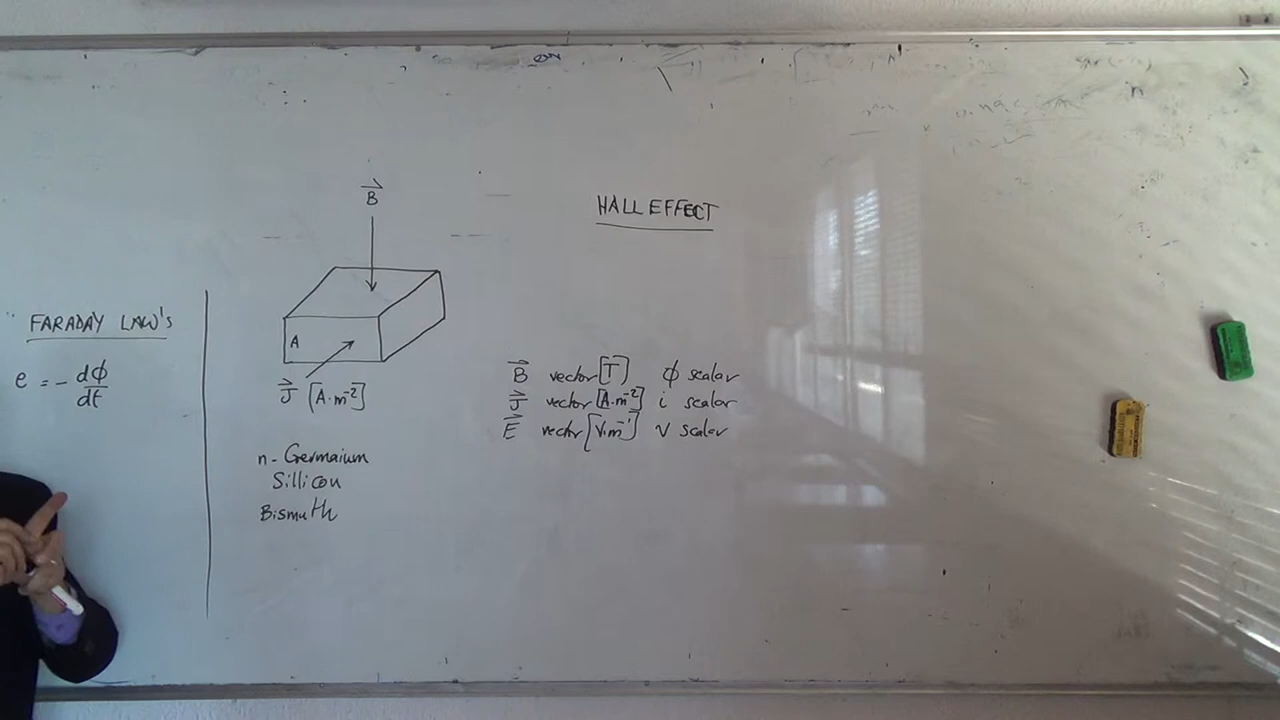 HALL EFFECT
FARADAY LAW's
e = - dϕ/dt
B⃗
A
J⃗ [A·m⁻²]
n - Germaium
Sillicon
Bismuth
B⃗ vector [T] ϕ scalar
J⃗ vector [A·m⁻²] i scalar
E⃗ vector [V·m⁻¹] V scalar